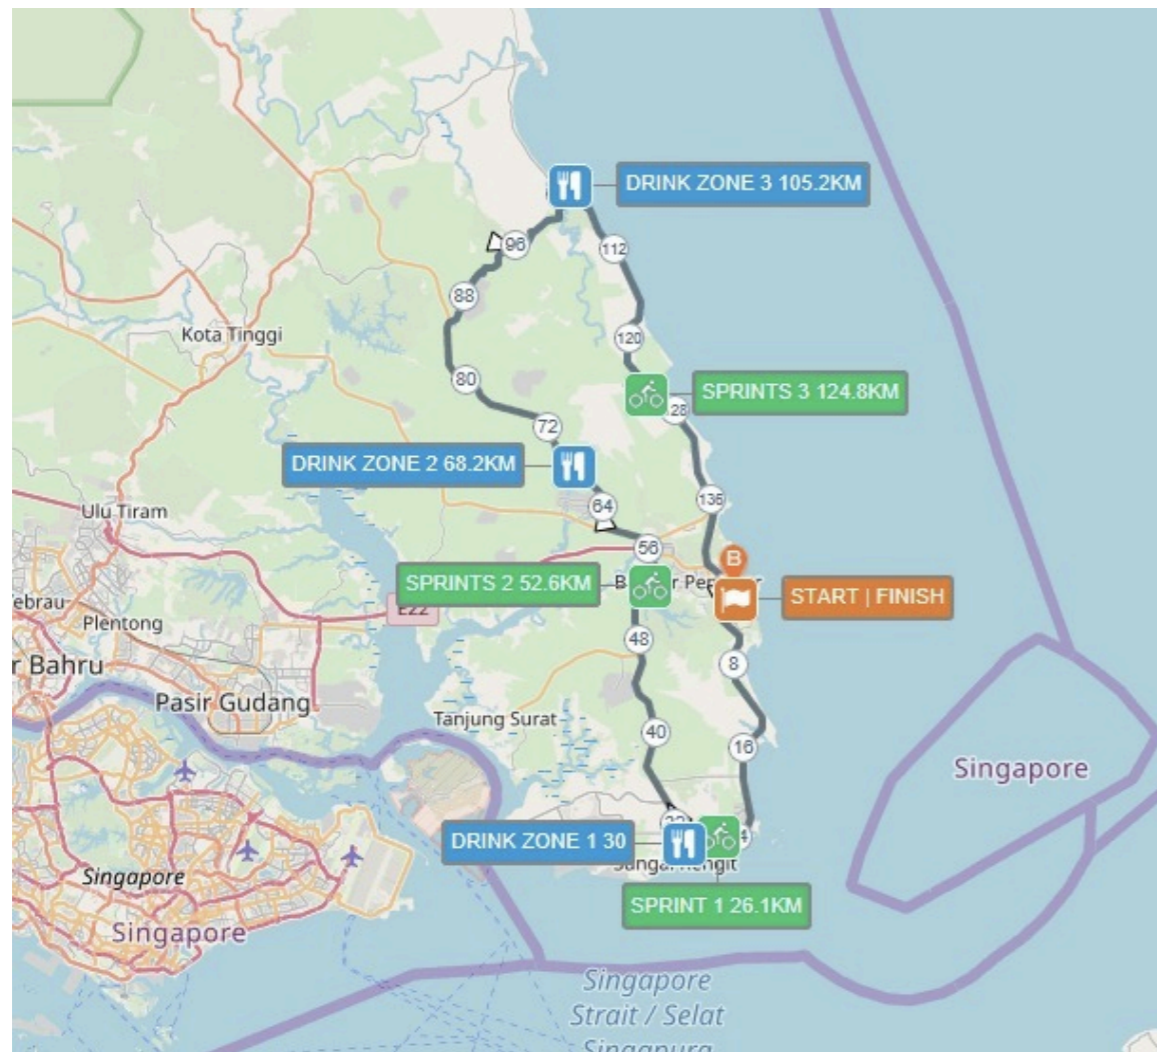 DRINK ZONE 3 105.2KM
96
112
88
Kota Tinggi
120
80
SPRINTS 3 124.8KM
28
72
DRINK ZONE 2 68.2KM
64
136
Ulu Tiram
56
B
SPRINTS 2 52.6KM
START | FINISH
E22
Plentong
48
8
Bahru
Pasir Gudang
Tanjung Surat
40
16
Singapore
DRINK ZONE 1 30
Singapore
SPRINT 1 26.1KM
Singapore
Singapore
Strait / Selat